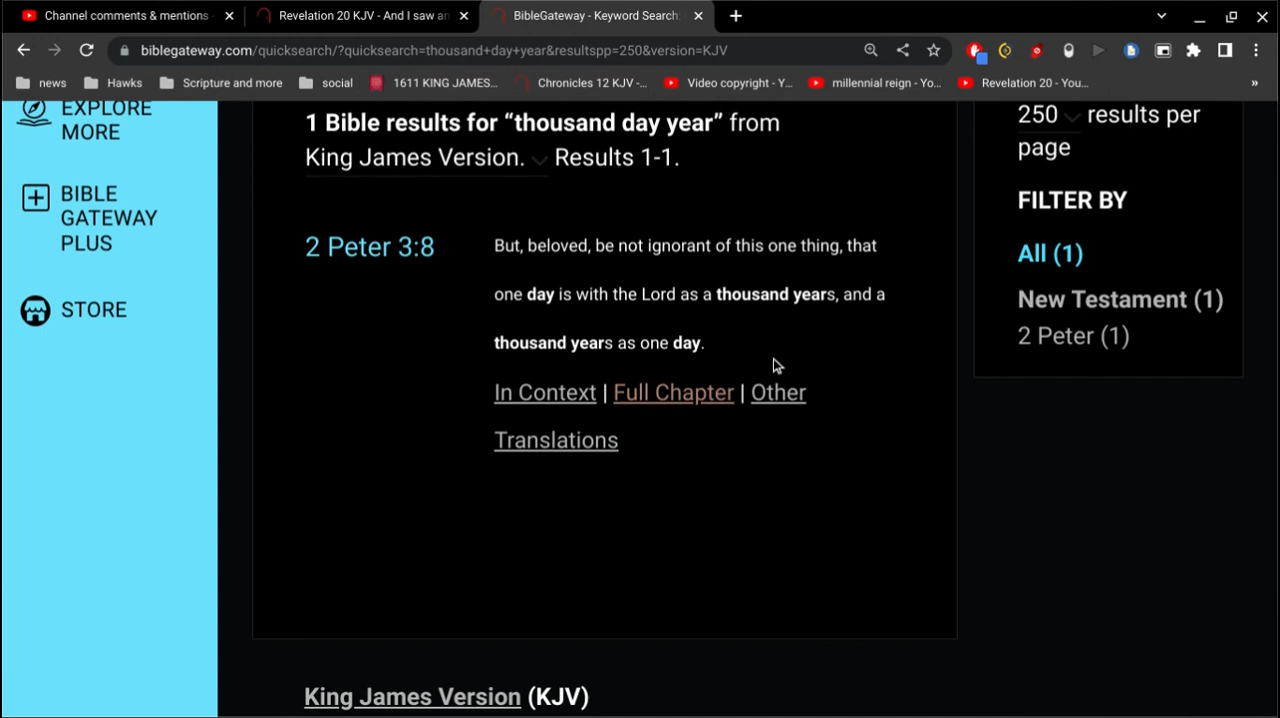 Channel comments & mentions
Revelation 20 KJV - And I saw an
BibleGateway - Keyword Search:
biblegateway.com/quicksearch/?quicksearch=thousand+day+year&resultspp=250&version=KJV
news
Hawks
Scripture and more
social
1611 KING JAMES...
Chronicles 12 KJV -...
Video copyright - Y...
millennial reign - Yo...
Revelation 20 - You...
»
EXPLORE
MORE
BIBLE
GATEWAY
PLUS
STORE
1 Bible results for “thousand day year” from
King James Version. Results 1-1.
2 Peter 3:8
But, beloved, be not ignorant of this one thing, that
one day is with the Lord as a thousand years, and a
thousand years as one day.
In Context | Full Chapter | Other
Translations
King James Version (KJV)
250 results per
page
FILTER BY
All (1)
New Testament (1)
2 Peter (1)